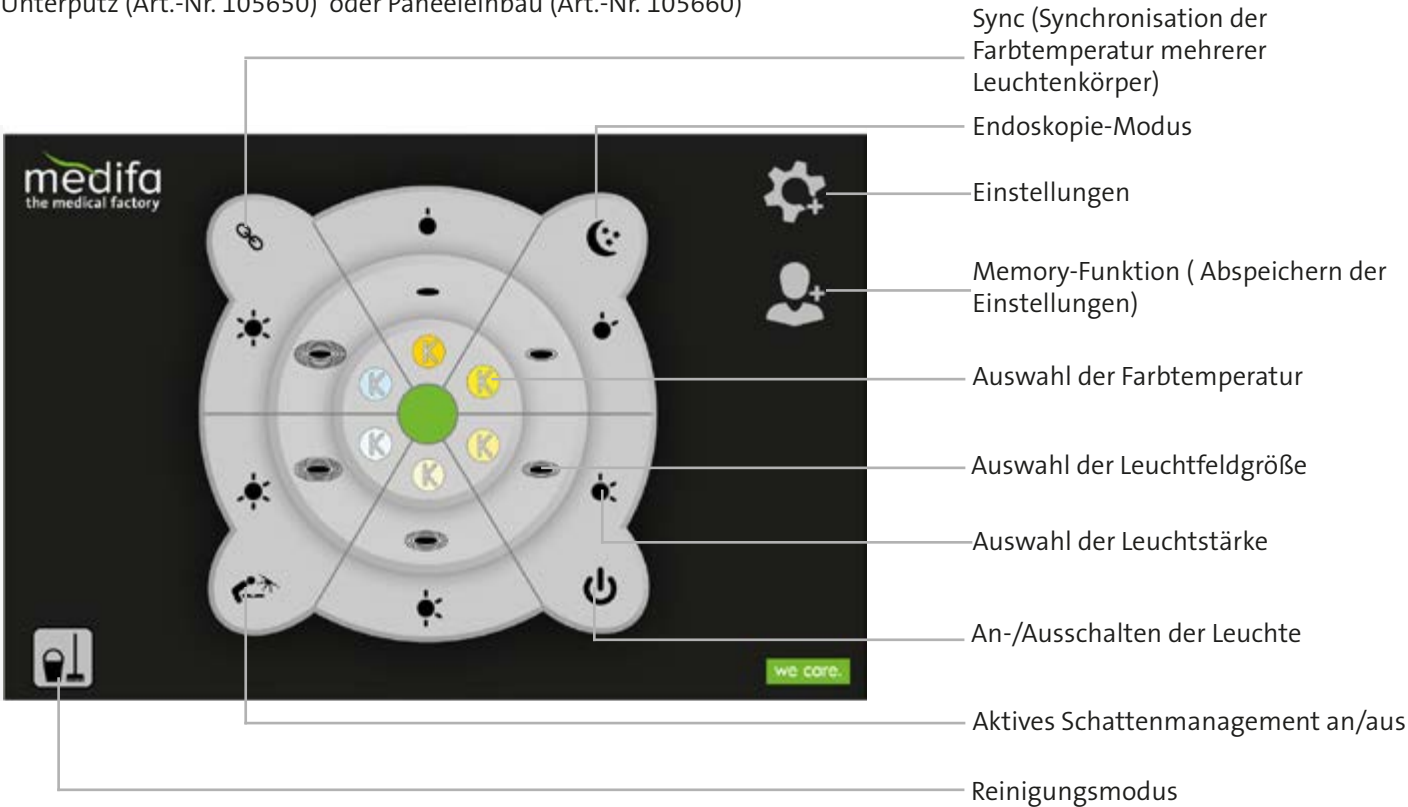 Unterputz (Art.-Nr. 105650) oder Paneeleinbau (Art.-Nr. 105660)
Sync (Synchronisation der
Farbtemperatur mehrerer
Leuchtenkörper)
Endoskopie-Modus
Einstellungen
Memory-Funktion ( Abspeichern der
Einstellungen)
Auswahl der Farbtemperatur
Auswahl der Leuchtfeldgröße
Auswahl der Leuchtstärke
An-/Ausschalten der Leuchte
Aktives Schattenmanagement an/aus
Reinigungsmodus
medifa
the medical factory
K
K
K
K
K
K
we care.